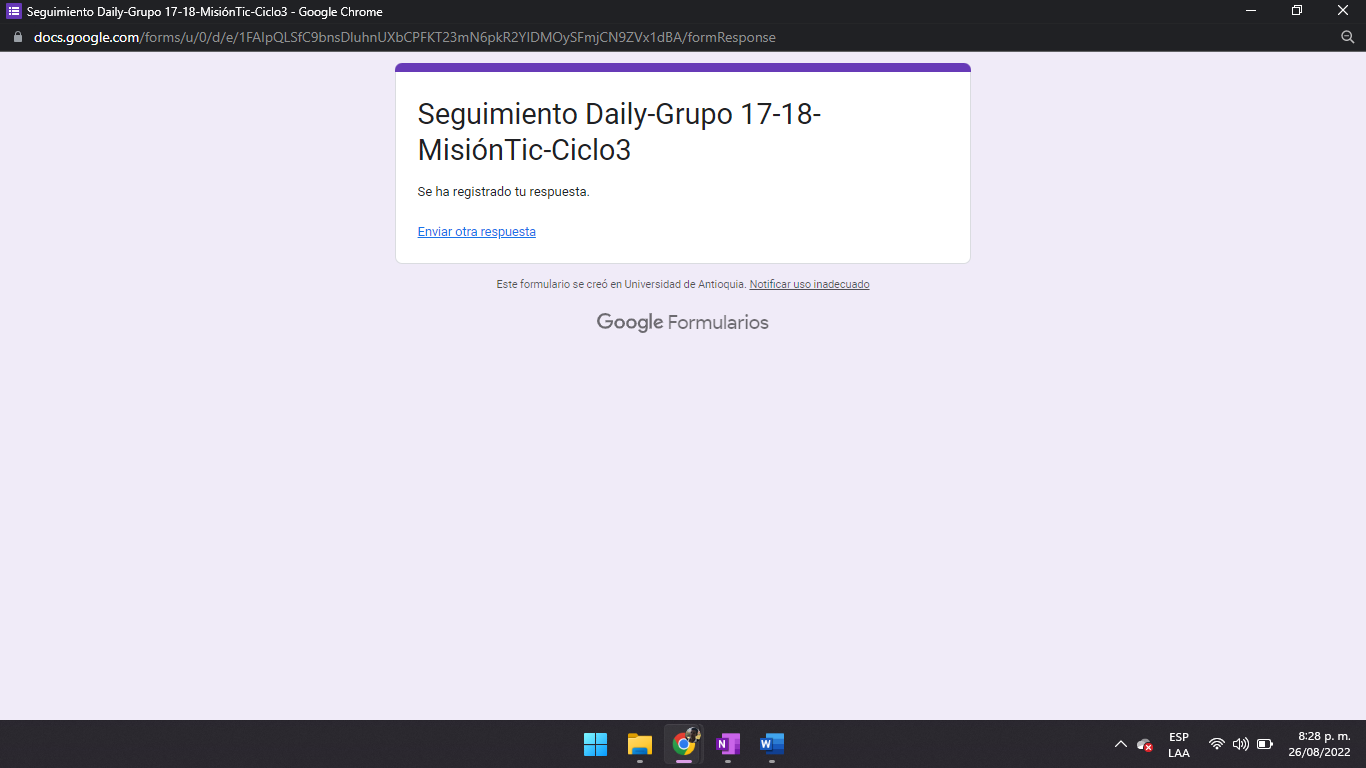 Seguimiento Daily-Grupo 17-18-MisiónTic-Ciclo3 - Google Chrome
docs.google.com/forms/u/0/d/e/1FAIpQLSfC9bnsDIuhnUXbCPFKT23mN6pkR2YIDMOySFmjCN9ZVx1dBA/formResponse
Seguimiento Daily-Grupo 17-18-
MisiónTic-Ciclo3
Se ha registrado tu respuesta.
Enviar otra respuesta
Este formulario se creó en Universidad de Antioquia. Notificar uso inadecuado
Google Formularios
ESP
LAA
8:28 p. m.
26/08/2022